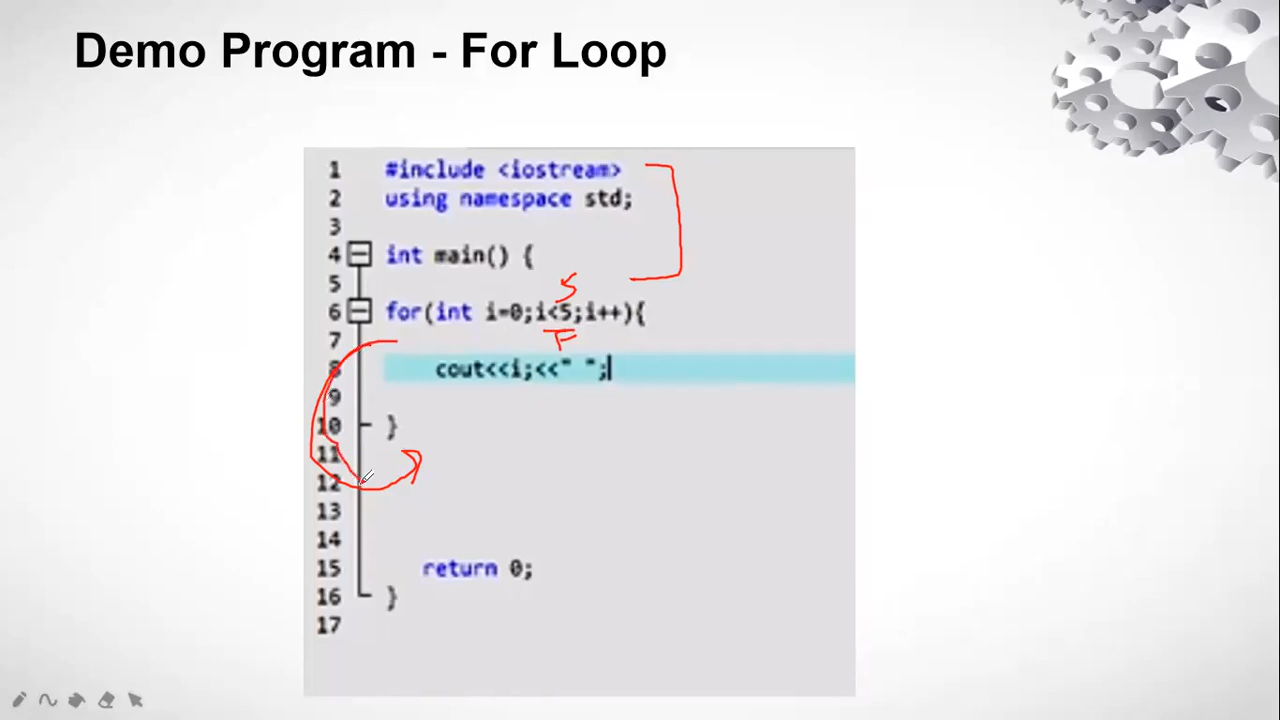 Demo Program - For Loop
1 #include <iostream>
2 using namespace std;
3
4 int main() {
5
5
6 for(int i=0;i<5;i++){
F
7
8 cout<<i;<<" ";
9
10 }
11
12
13
14
15 return 0;
16 }
17